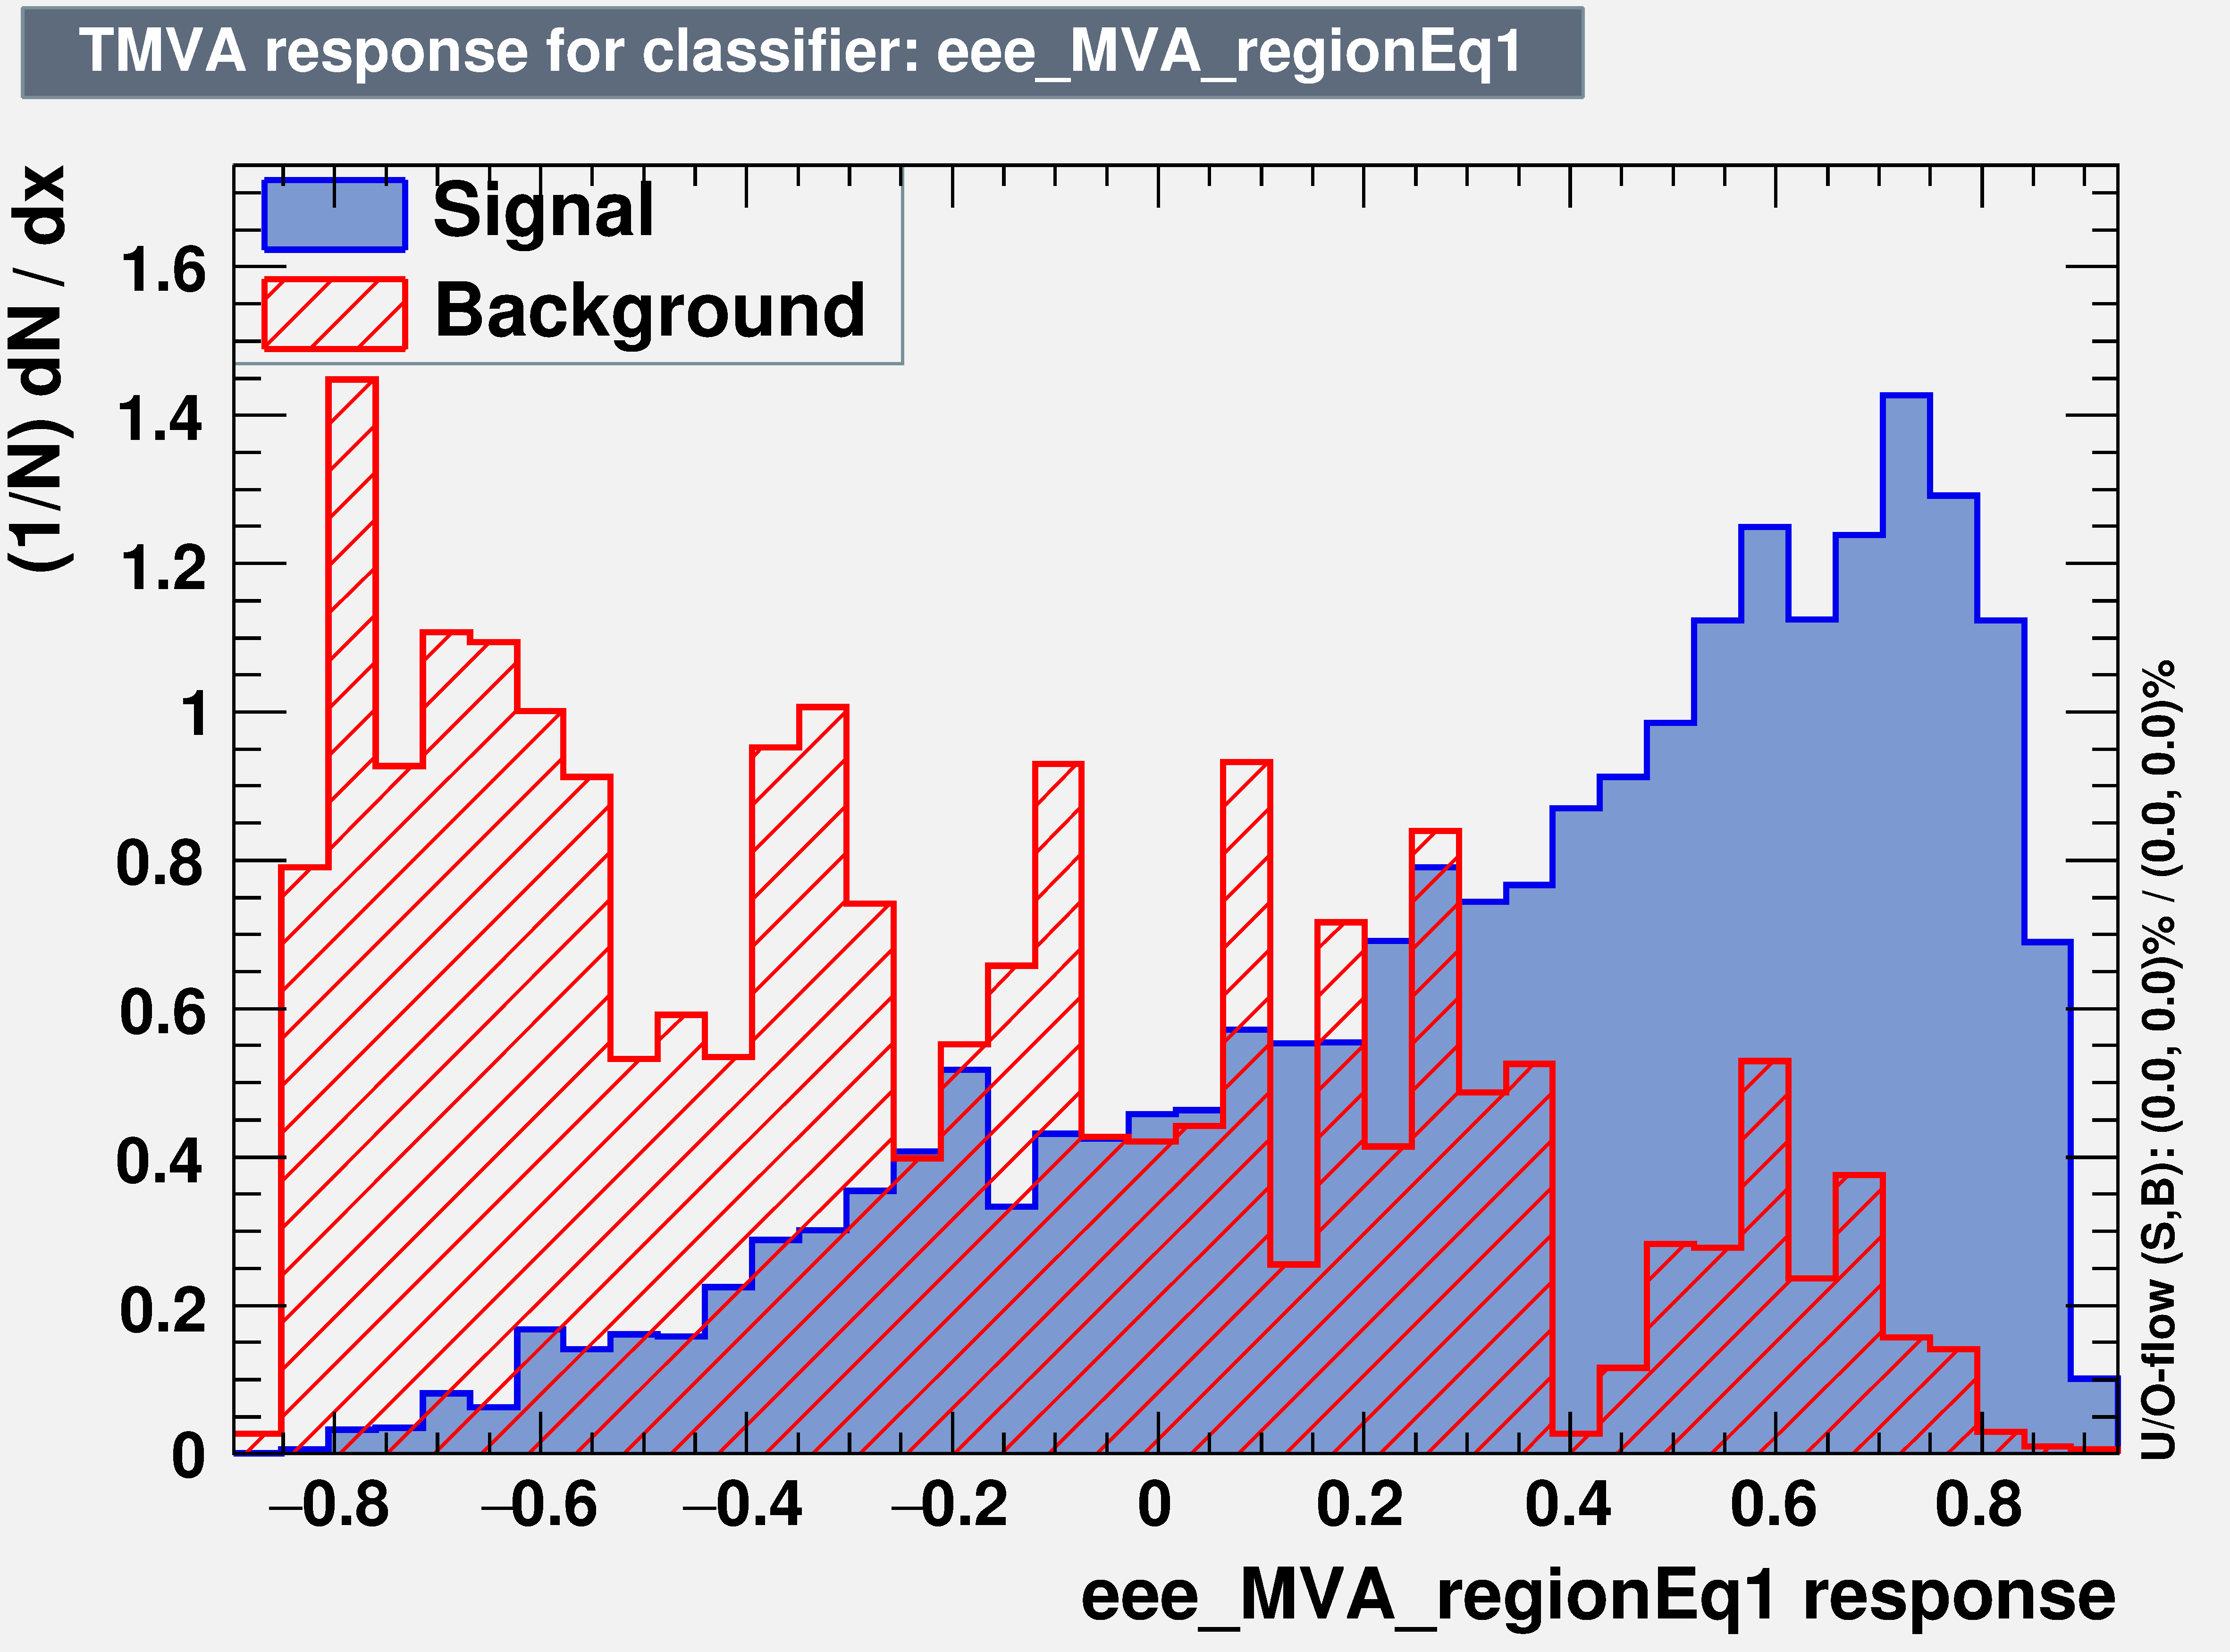 TMVA response for classifier: eee_MVA_regionEq1
(1/N) dN / dx
Signal
Background
1.6
1.4
1.2
1
0.8
0.6
0.4
0.2
0
−0.8 −0.6 −0.4 −0.2 0 0.2 0.4 0.6 0.8
eee_MVA_regionEq1 response
U/O-flow (S,B): (0.0, 0.0)% / (0.0, 0.0)%